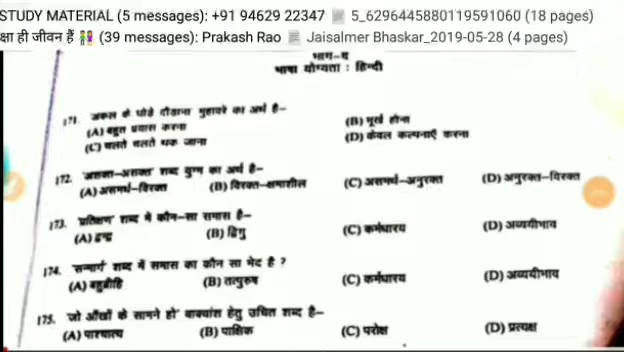 STUDY MATERIAL (5 messages): +91 94629 22347 5_6296445880119591060 (18 pages)
क्षा ही जीवन हैं (39 messages): Prakash Rao Jaisalmer Bhaskar_2019-05-28 (4 pages)
भाग-द
भाषा योग्यता : हिन्दी
171. 'अकल के घोड़े दौड़ाना' मुहावरे का अर्थ है-
(A) बहुत प्रयास करना (B) मूर्ख होना
(C) चलते चलते थक जाना (D) केवल कल्पनाएँ करना
172. 'अशक्त-असक्त' शब्द युग्म का अर्थ है-
(A) असमर्थ-विरक्त (B) विरक्त-क्षमाशील (C) असमर्थ-अनुरक्त (D) अनुरक्त-विरक्त
173. 'प्रतिक्षण' शब्द में कौन-सा समास है-
(A) द्वन्द्व (B) द्विगु (C) कर्मधारय (D) अव्ययीभाव
174. 'सन्मार्ग' शब्द में समास का कौन सा भेद है ?
(A) बहुब्रीहि (B) तत्पुरुष (C) कर्मधारय (D) अव्ययीभाव
175. 'जो आँखों के सामने हो' वाक्यांश हेतु उचित शब्द है-
(A) पाश्चात्य (B) पाक्षिक (C) परोक्ष (D) प्रत्यक्ष